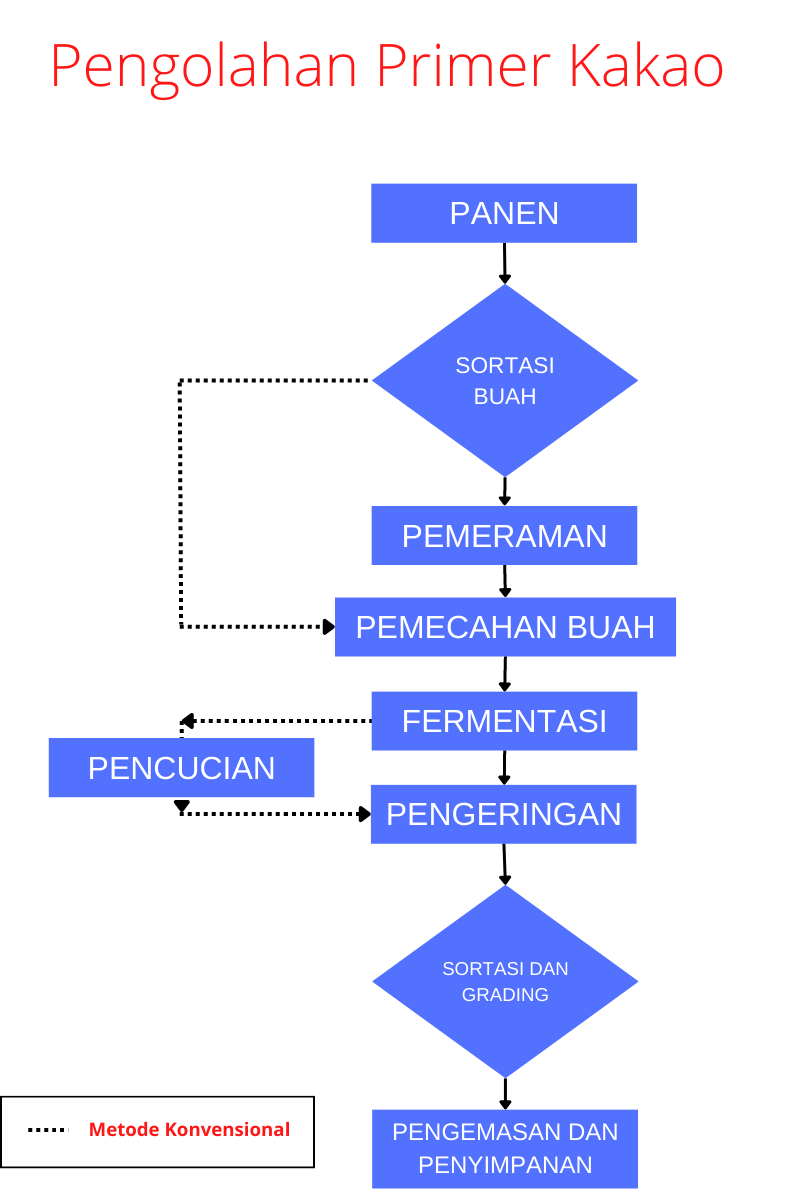 Pengolahan Primer Kakao
PANEN
SORTASI
BUAH
PEMERAMAN
PEMECAHAN BUAH
FERMENTASI
PENCUCIAN
PENGERINGAN
SORTASI DAN
GRADING
Metode Konvensional
PENGEMASAN DAN
PENYIMPANAN